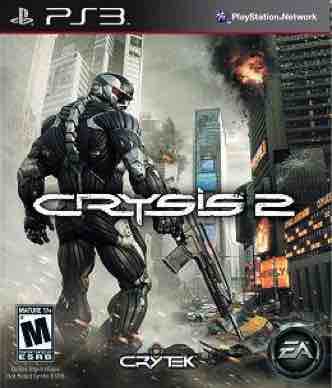 PS3
PlayStation Network
CRYSIS 2
MATURE 17+
M
ESRB
CRYTEK
EA